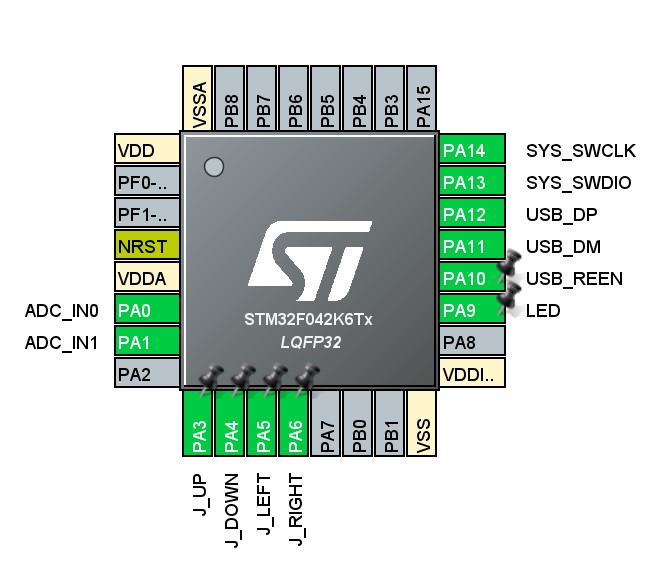 VSSA
PB8
PB7
PB6
PB5
PB4
PB3
PA15
VDD
PF0-..
PF1-..
NRST
VDDA
ADC_IN0 PA0
ADC_IN1 PA1
PA2
ST
STM32F042K6Tx
LQFP32
PA14 SYS_SWCLK
PA13 SYS_SWDIO
PA12 USB_DP
PA11 USB_DM
PA10 USB_REEN
PA9 LED
PA8
VDDI..
PA3
PA4
PA5
PA6
PA7
PB0
PB1
VSS
J_UP
J_DOWN
J_LEFT
J_RIGHT